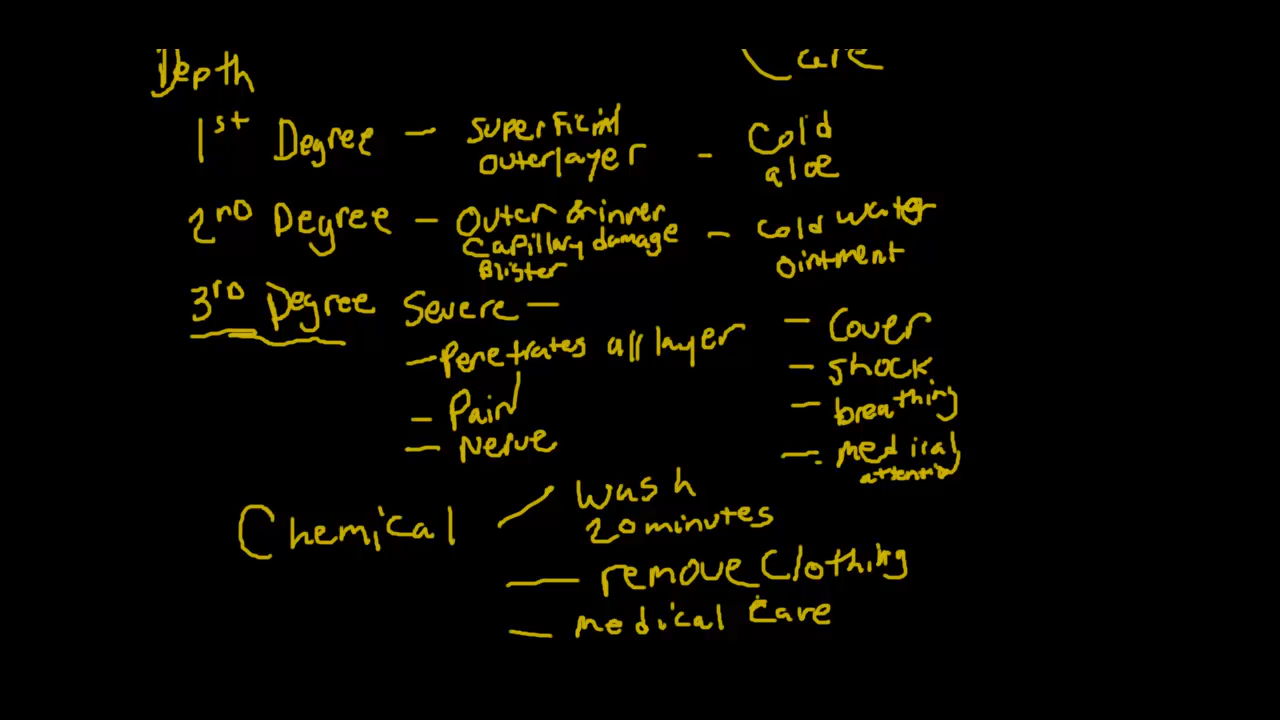 Depth
Care
1st Degree - Superficial
outerlayer - Cold
aloe
2nd Degree - Outer & inner
Capillary damage - Cold water
Blister
ointment
3rd Degree Severe -
- Penetrates all layer
- Pain
- Nerve
- Cover
- shock
- breathing
- medical
attention
Chemical - Wash
20 minutes
- remove Clothing
- medical Care